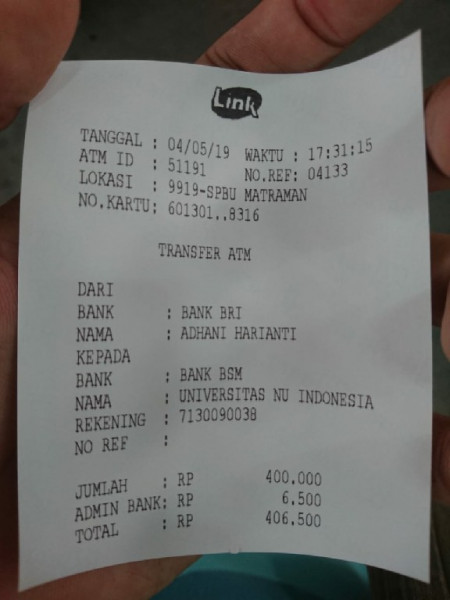 Link
TANGGAL : 04/05/19 WAKTU : 17:31:15
ATM ID : 51191 NO.REF: 04133
LOKASI : 9919-SPBU MATRAMAN
NO.KARTU: 601301..8316
TRANSFER ATM
DARI
BANK : BANK BRI
NAMA : ADHANI HARIANTI
KEPADA
BANK : BANK BSM
NAMA : UNIVERSITAS NU INDONESIA
REKENING : 7130090038
NO REF :
JUMLAH : RP 400.000
ADMIN BANK: RP 6.500
TOTAL : RP 406.500